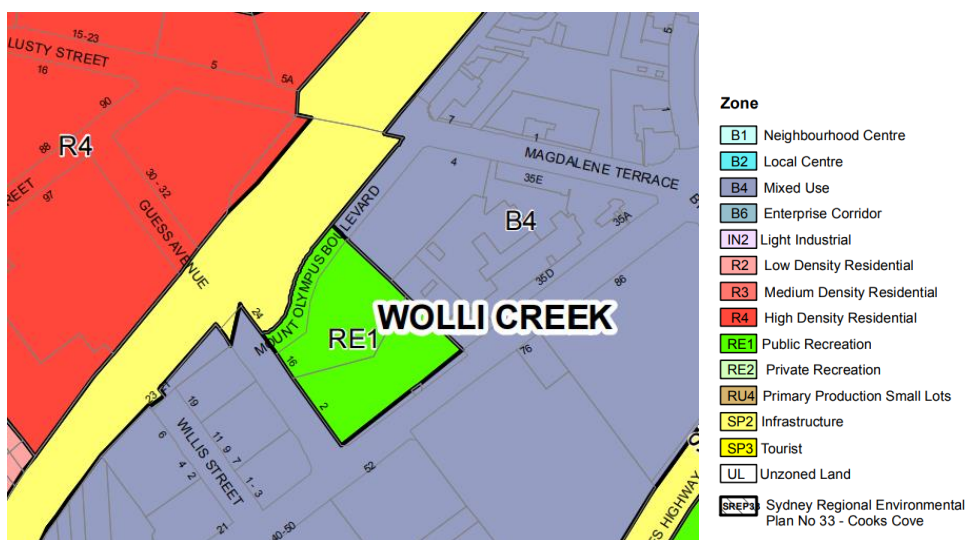 15-23
LUSTY STREET
16
5
5A
90
R4
88
97
REET
30 - 32
GUESS AVENUE
5
7
1
1
MAGDALENE TERRACE
4
35E
35A
B4
35D
86
MOUNT OLYMPUS BOULEVARD
24
WOLLI CREEK
RE1
16
76
2
23
19
6
11 9 7
4 2
WILLIS STREET
1 - 3
52
21
40-50
ES HIGHWAY
Zone
B1 Neighbourhood Centre
B2 Local Centre
B4 Mixed Use
B6 Enterprise Corridor
IN2 Light Industrial
R2 Low Density Residential
R3 Medium Density Residential
R4 High Density Residential
RE1 Public Recreation
RE2 Private Recreation
RU4 Primary Production Small Lots
SP2 Infrastructure
SP3 Tourist
UL Unzoned Land
SREP33 Sydney Regional Environmental
Plan No 33 - Cooks Cove